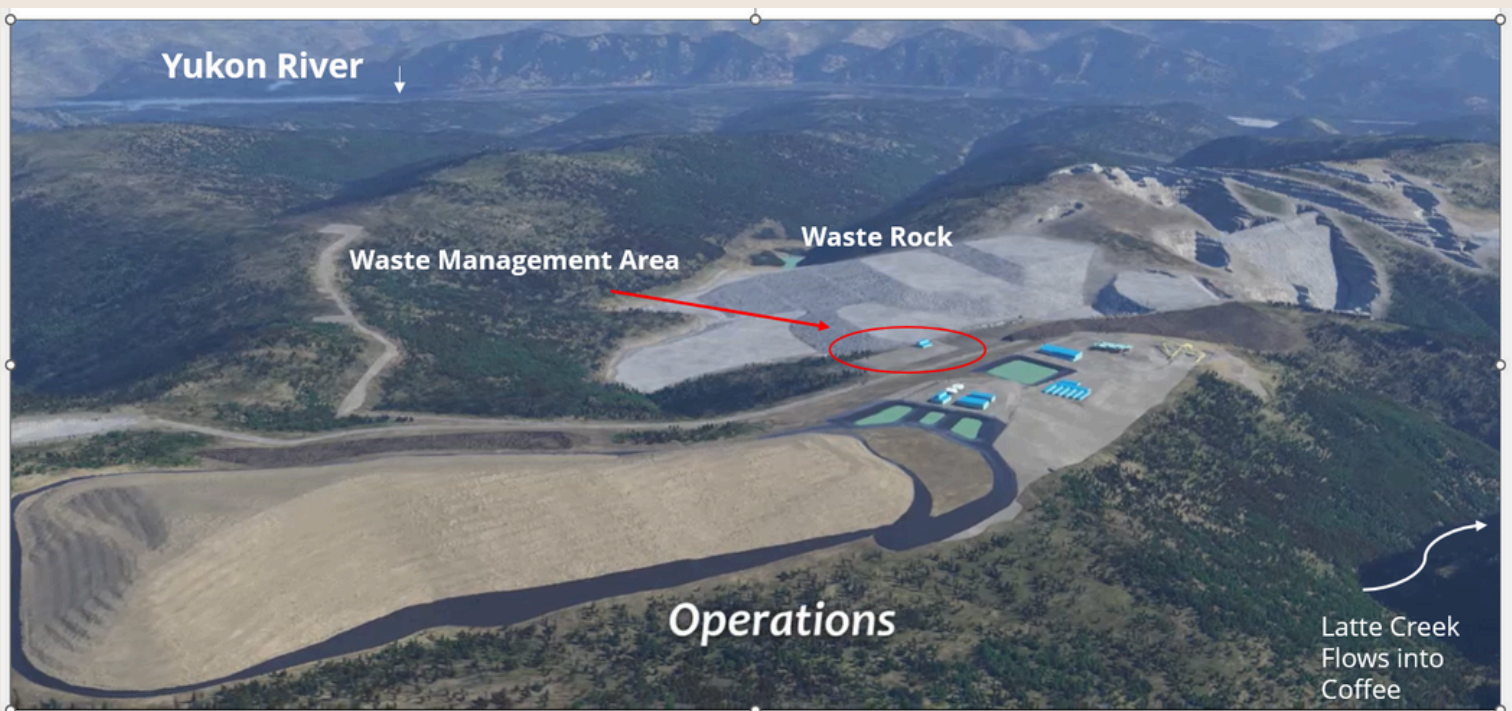 Yukon River
Waste Rock
Waste Management Area
Operations
Latte Creek
Flows into
Coffee